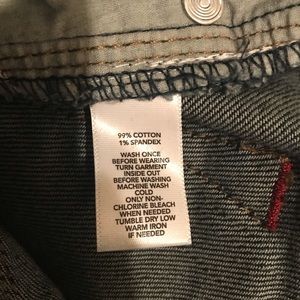 99% COTTON
1% SPANDEX
WASH ONCE
BEFORE WEARING
TURN GARMENT
INSIDE OUT
BEFORE WASHING
MACHINE WASH
COLD
ONLY NON-
CHLORINE BLEACH
WHEN NEEDED
TUMBLE DRY LOW
WARM IRON
IF NEEDED